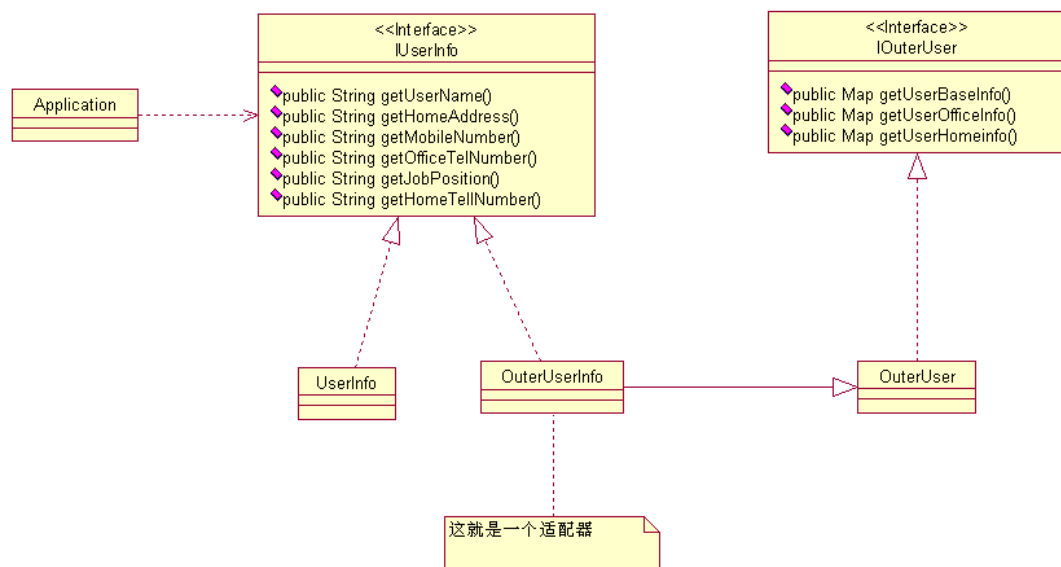 <<Interface>>
IUserInfo
public String getUserName()
public String getHomeAddress()
public String getMobileNumber()
public String getOfficeTelNumber()
public String getJobPosition()
public String getHomeTellNumber()
<<Interface>>
IOuterUser
public Map getUserBaseInfo()
public Map getUserOfficeInfo()
public Map getUserHomeinfo()
Application
UserInfo
OuterUserInfo
OuterUser
这就是一个适配器